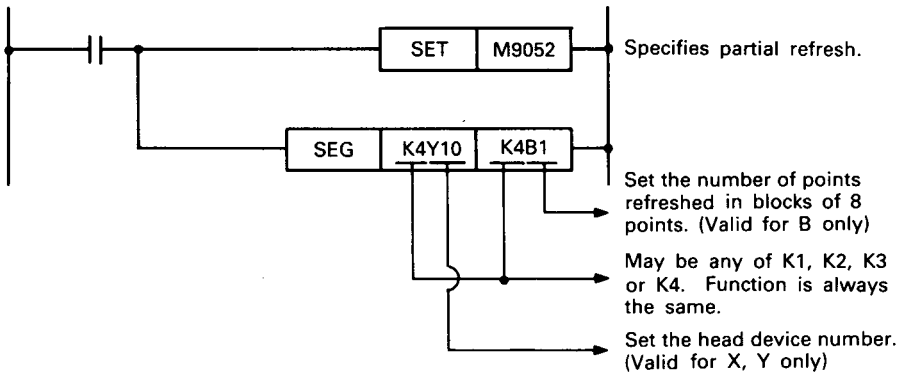 SET M9052 Specifies partial refresh.
SEG K4Y10 K4B1
Set the number of points
refreshed in blocks of 8
points. (Valid for B only)
May be any of K1, K2, K3
or K4. Function is always
the same.
Set the head device number.
(Valid for X, Y only)